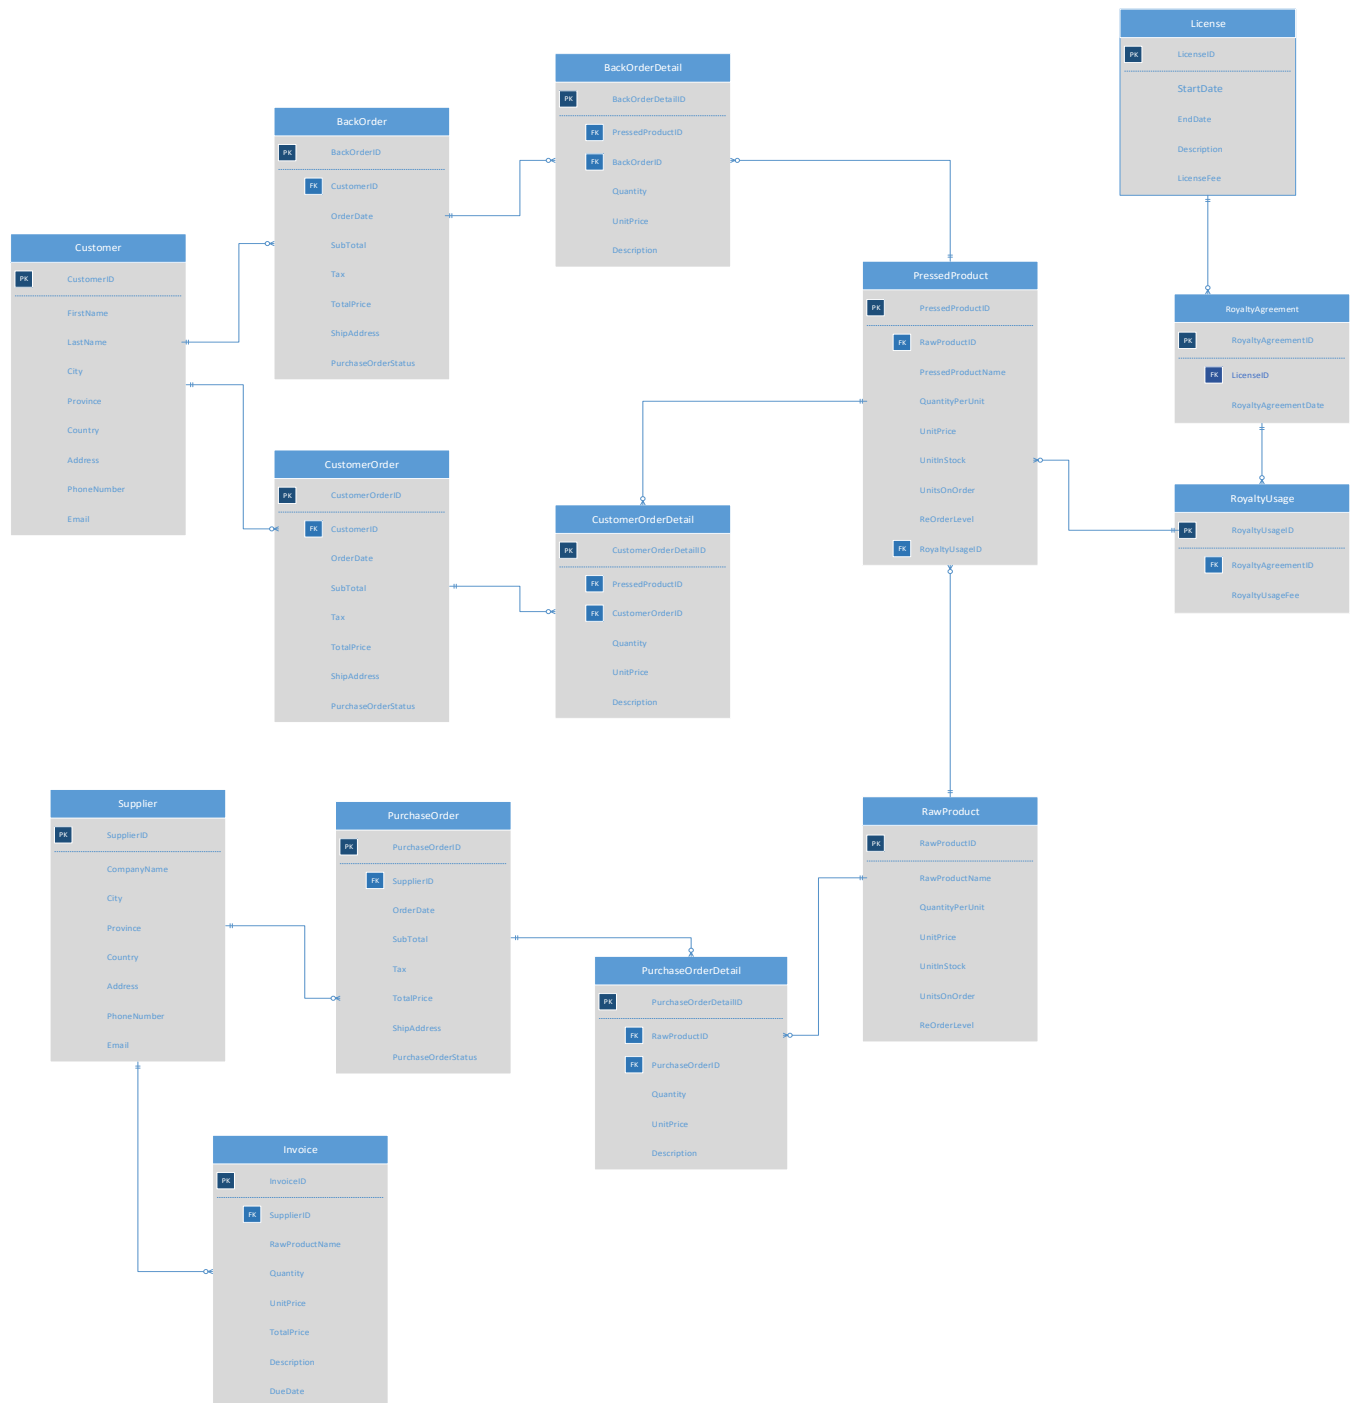 License
PK LicenseID
StartDate
EndDate
Description
LicenseFee
BackOrderDetail
PK BackOrderDetailID
FK PressedProductID
FK BackOrderID
Quantity
UnitPrice
Description
BackOrder
PK BackOrderID
FK CustomerID
OrderDate
SubTotal
Tax
TotalPrice
ShipAddress
PurchaseOrderStatus
Customer
PK CustomerID
FirstName
LastName
City
Province
Country
Address
PhoneNumber
Email
PressedProduct
PK PressedProductID
FK RawProductID
PressedProductName
QuantityPerUnit
UnitPrice
UnitInStock
UnitsOnOrder
ReOrderLevel
FK RoyaltyUsageID
RoyaltyAgreement
PK RoyaltyAgreementID
FK LicenseID
RoyaltyAgreementDate
CustomerOrder
PK CustomerOrderID
FK CustomerID
OrderDate
SubTotal
Tax
TotalPrice
ShipAddress
PurchaseOrderStatus
CustomerOrderDetail
PK CustomerOrderDetailID
FK PressedProductID
FK CustomerOrderID
Quantity
UnitPrice
Description
RoyaltyUsage
PK RoyaltyUsageID
FK RoyaltyAgreementID
RoyaltyUsageFee
Supplier
PK SupplierID
CompanyName
City
Province
Country
Address
PhoneNumber
Email
PurchaseOrder
PK PurchaseOrderID
FK SupplierID
OrderDate
SubTotal
Tax
TotalPrice
ShipAddress
PurchaseOrderStatus
RawProduct
PK RawProductID
RawProductName
QuantityPerUnit
UnitPrice
UnitInStock
UnitsOnOrder
ReOrderLevel
PurchaseOrderDetail
PK PurchaseOrderDetailID
FK RawProductID
FK PurchaseOrderID
Quantity
UnitPrice
Description
Invoice
PK InvoiceID
FK SupplierID
RawProductName
Quantity
UnitPrice
TotalPrice
Description
DueDate